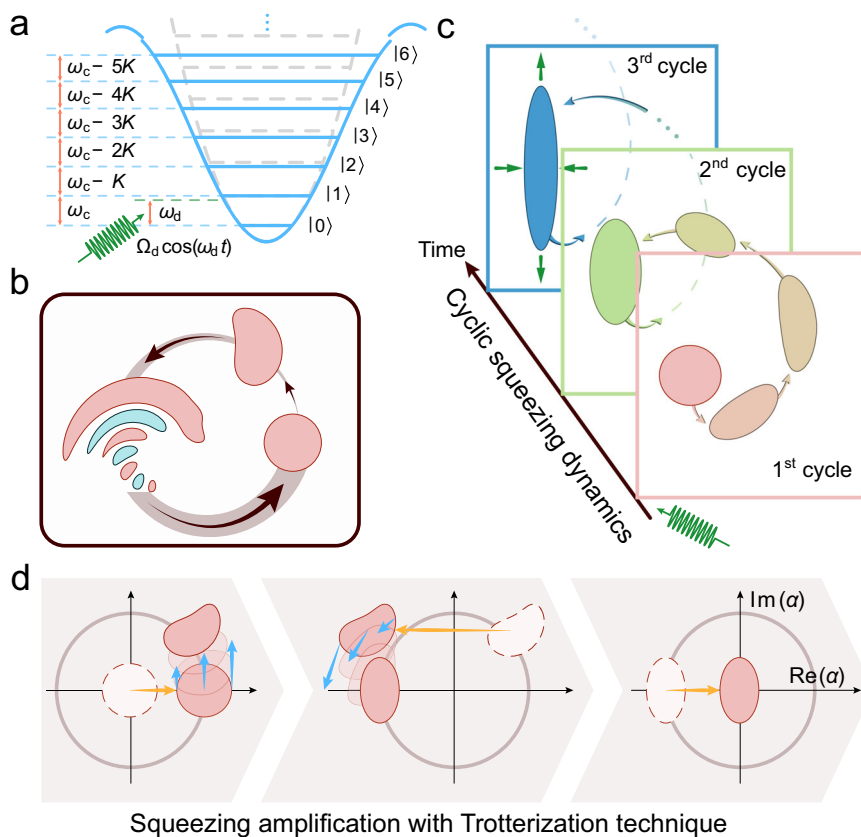 a
|6⟩
|5⟩
|4⟩
|3⟩
|2⟩
|1⟩
|0⟩
ω_c − 5K
ω_c − 4K
ω_c − 3K
ω_c − 2K
ω_c − K
ω_c
ω_d
Ω_d cos(ω_d t)
b
c
3rd cycle
2nd cycle
1st cycle
Time
Cyclic squeezing dynamics
d
Im(α)
Re(α)
Squeezing amplification with Trotterization technique